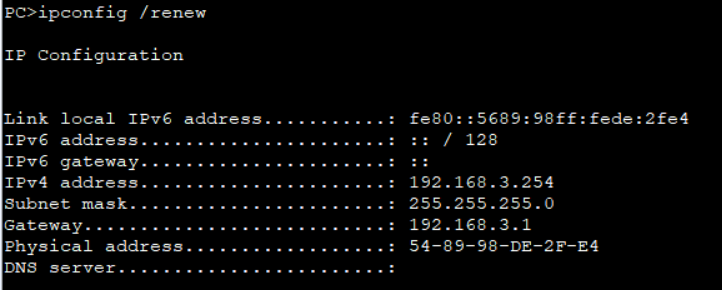 PC>ipconfig /renew
IP Configuration
Link local IPv6 address...........: fe80::5689:98ff:fede:2fe4
IPv6 address......................: :: / 128
IPv6 gateway......................: ::
IPv4 address......................: 192.168.3.254
Subnet mask.......................: 255.255.255.0
Gateway...........................: 192.168.3.1
Physical address..................: 54-89-98-DE-2F-E4
DNS server........................: